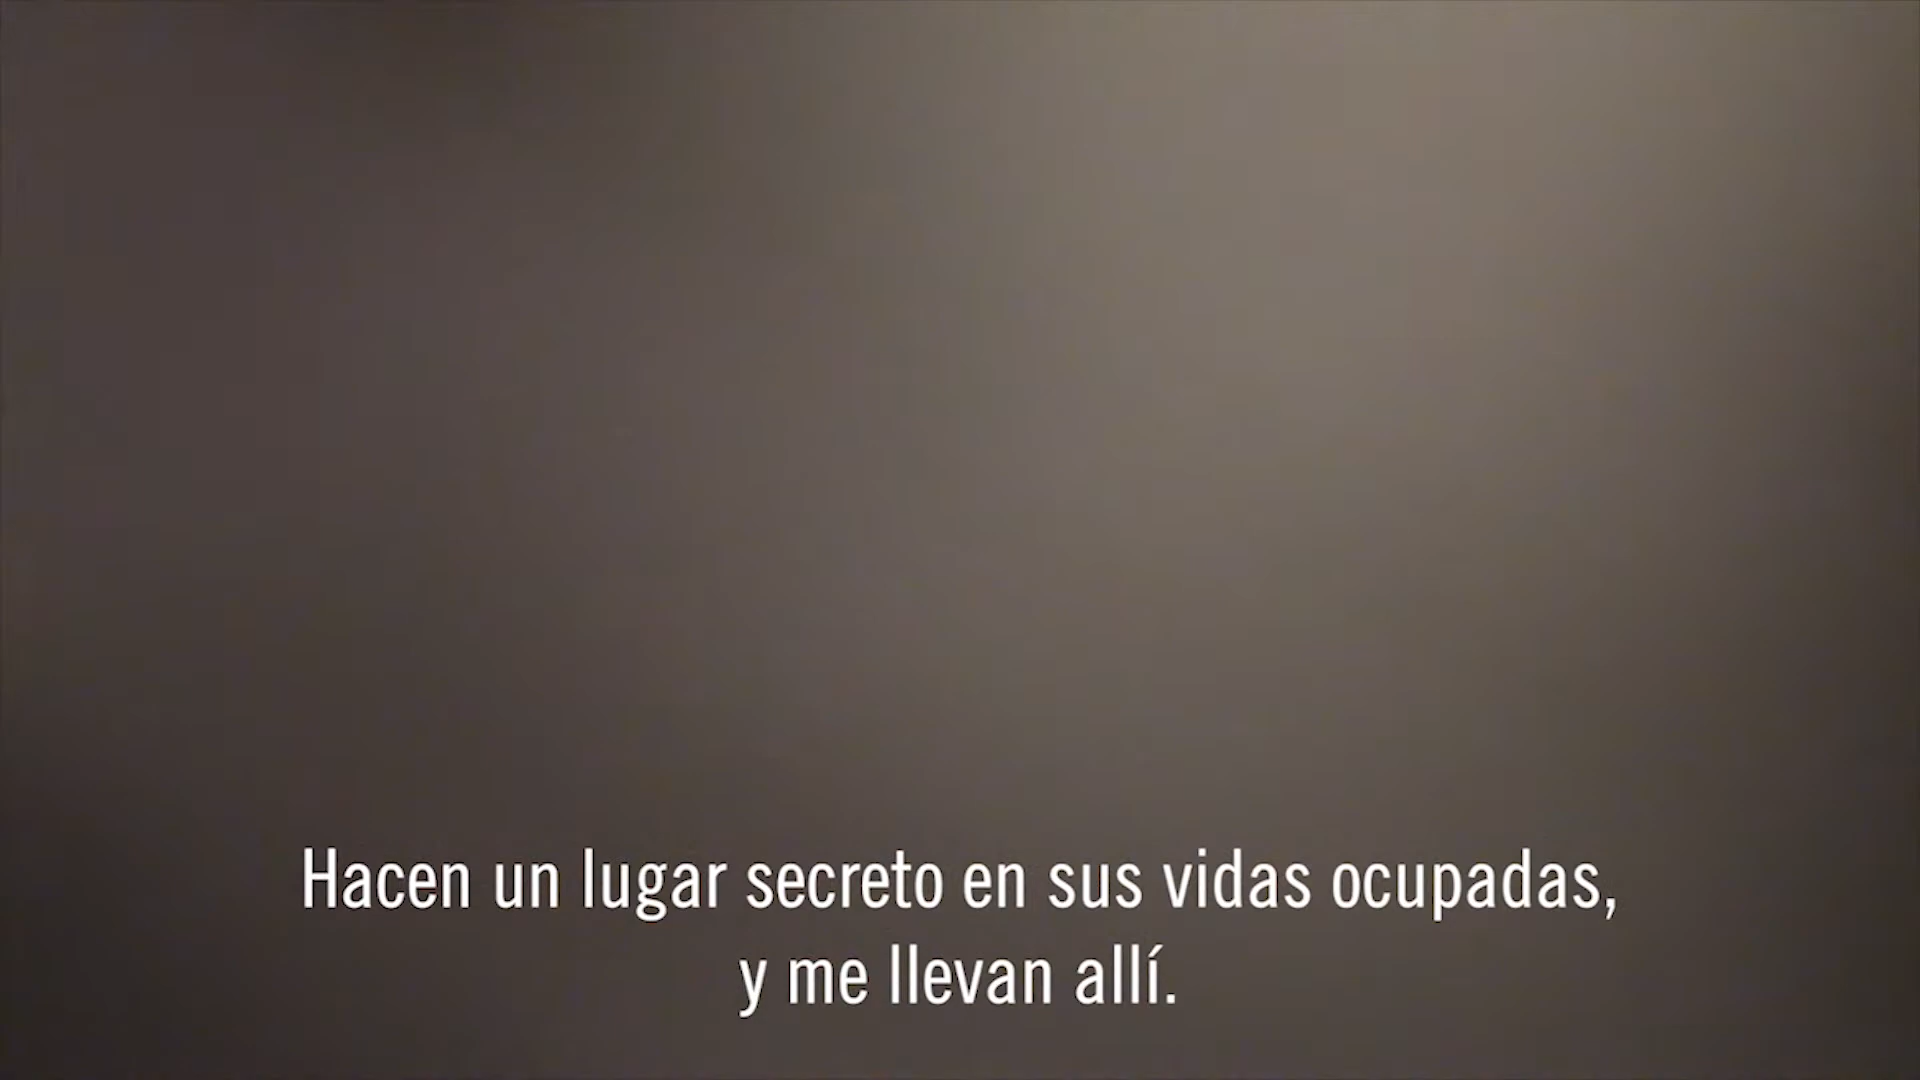 Hacen un lugar secreto en sus vidas ocupadas,
y me llevan allí.